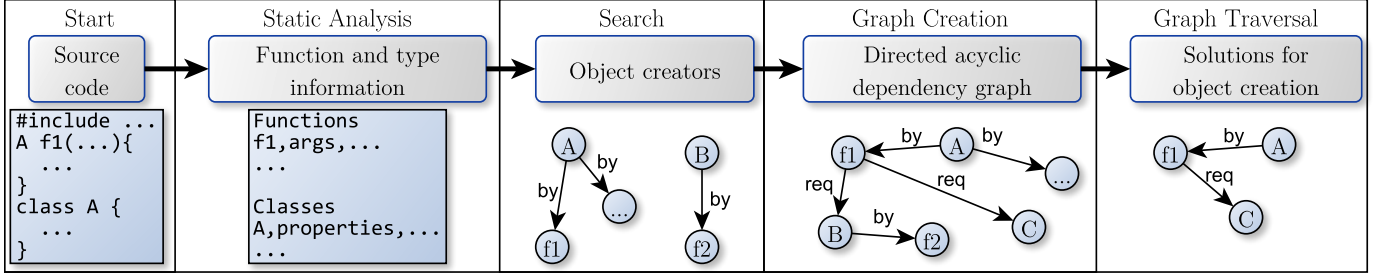 Start
Source
code
#include ...
A f1(...){
...
}
class A {
...
}
Static Analysis
Function and type
information
Functions
f1,args,...
...
Classes
A,properties,...
...
Search
Object creators
A
by
by
...
f1
B
by
f2
Graph Creation
Directed acyclic
dependency graph
f1
by
A
by
...
req
req
B
by
f2
C
Graph Traversal
Solutions for
object creation
f1
by
A
req
C